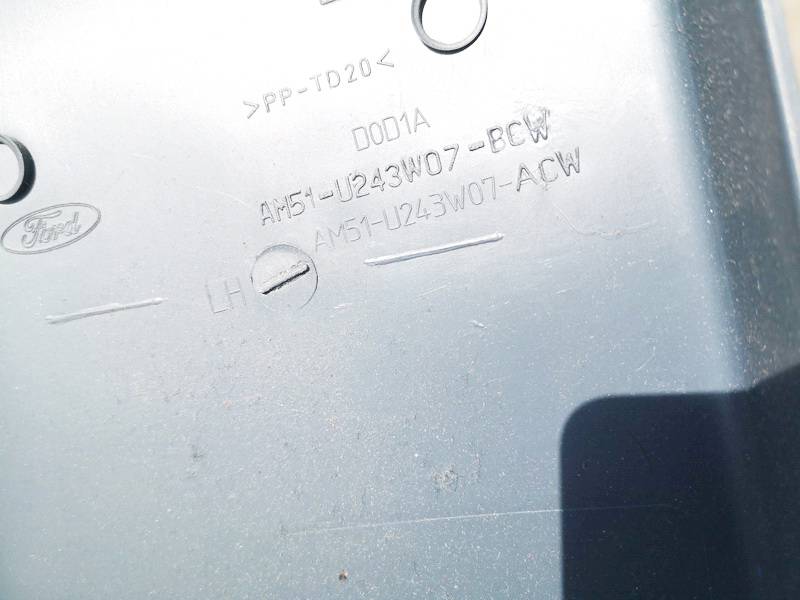 >PP-TD20<
D0D1A
AM51-U243W07-BCW
AM51-U243W07-ACW
Ford
LH